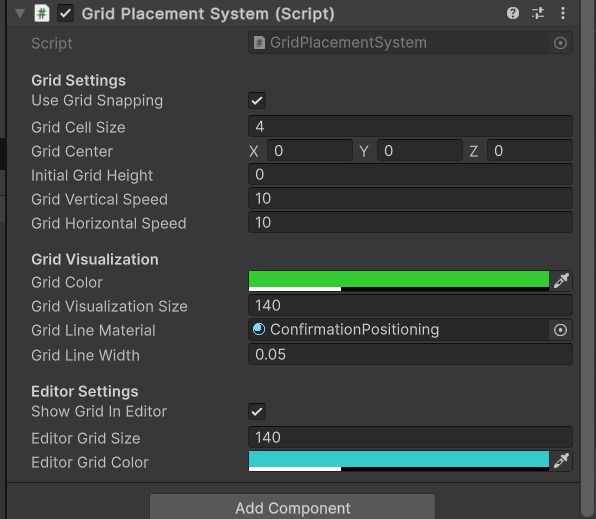 Grid Placement System (Script)
Script GridPlacementSystem
Grid Settings
Use Grid Snapping
Grid Cell Size 4
Grid Center X 0 Y 0 Z 0
Initial Grid Height 0
Grid Vertical Speed 10
Grid Horizontal Speed 10
Grid Visualization
Grid Color
Grid Visualization Size 140
Grid Line Material ConfirmationPositioning
Grid Line Width 0.05
Editor Settings
Show Grid In Editor
Editor Grid Size 140
Editor Grid Color
Add Component